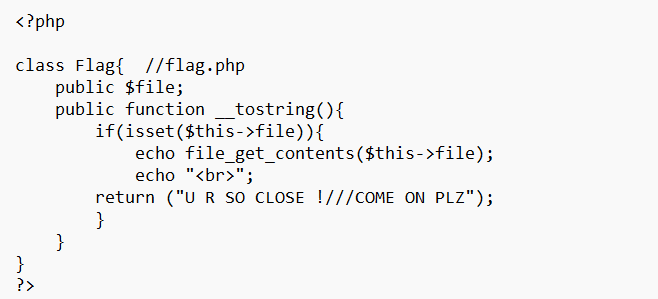 <?php
class Flag{  //flag.php
    public $file;
    public function __tostring(){
        if(isset($this->file)){
            echo file_get_contents($this->file);
            echo "<br>";
        return ("U R SO CLOSE !///COME ON PLZ");
        }
    }
}
?>